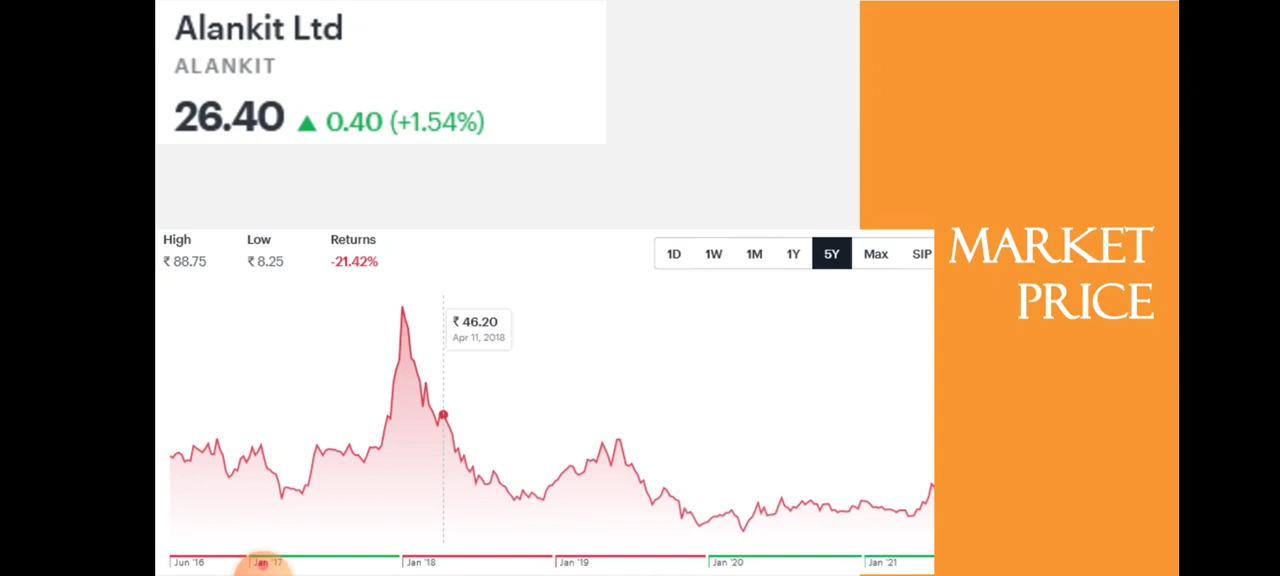 Alankit Ltd
ALANKIT
26.40 ▲ 0.40 (+1.54%)
High Low Returns
₹ 88.75 ₹ 8.25 -21.42%
1D 1W 1M 1Y 5Y Max SIP
MARKET
PRICE
₹ 46.20
Apr 11, 2018
Jun '16 Jan '17 Jan '18 Jan '19 Jan '20 Jan '21